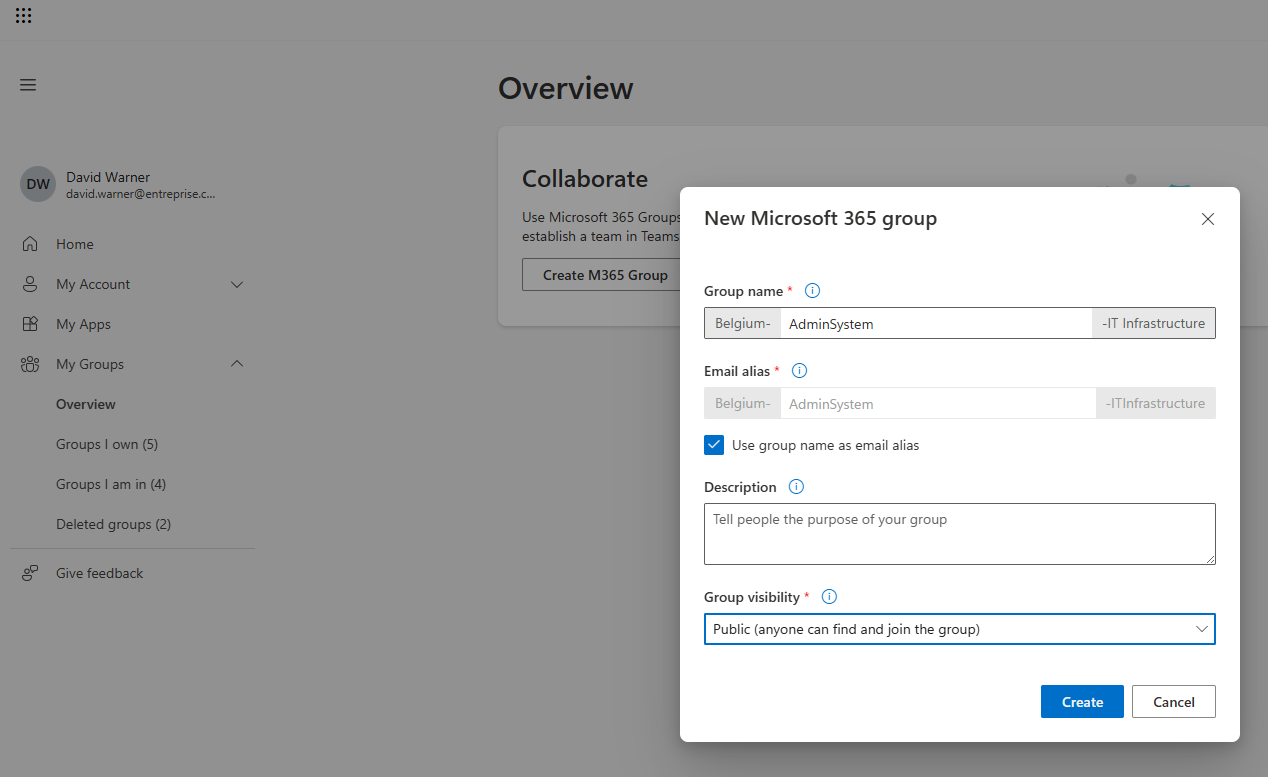 Overview
DW
David Warner
david.warner@entreprise.c...
Home
My Account
My Apps
My Groups
Overview
Groups I own (5)
Groups I am in (4)
Deleted groups (2)
Give feedback
Collaborate
Use Microsoft 365 Groups
establish a team in Teams
Create M365 Group
New Microsoft 365 group
Group name *
Belgium- AdminSystem -IT Infrastructure
Email alias *
Belgium- AdminSystem -ITInfrastructure
Use group name as email alias
Description
Tell people the purpose of your group
Group visibility *
Public (anyone can find and join the group)
Create Cancel